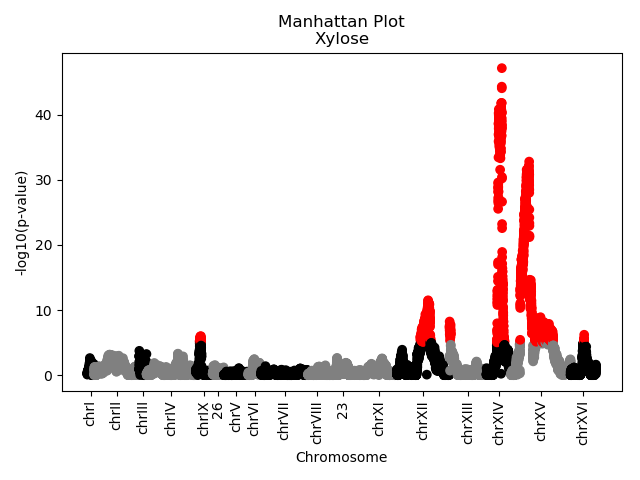 Manhattan Plot
Xylose
-log10(p-value)
40
30
20
10
0
chrI
chrII
chrIII
chrIV
chrIX
26
chrV
chrVI
chrVII
chrVIII
23
chrXI
chrXII
chrXIII
chrXIV
chrXV
chrXVI
Chromosome